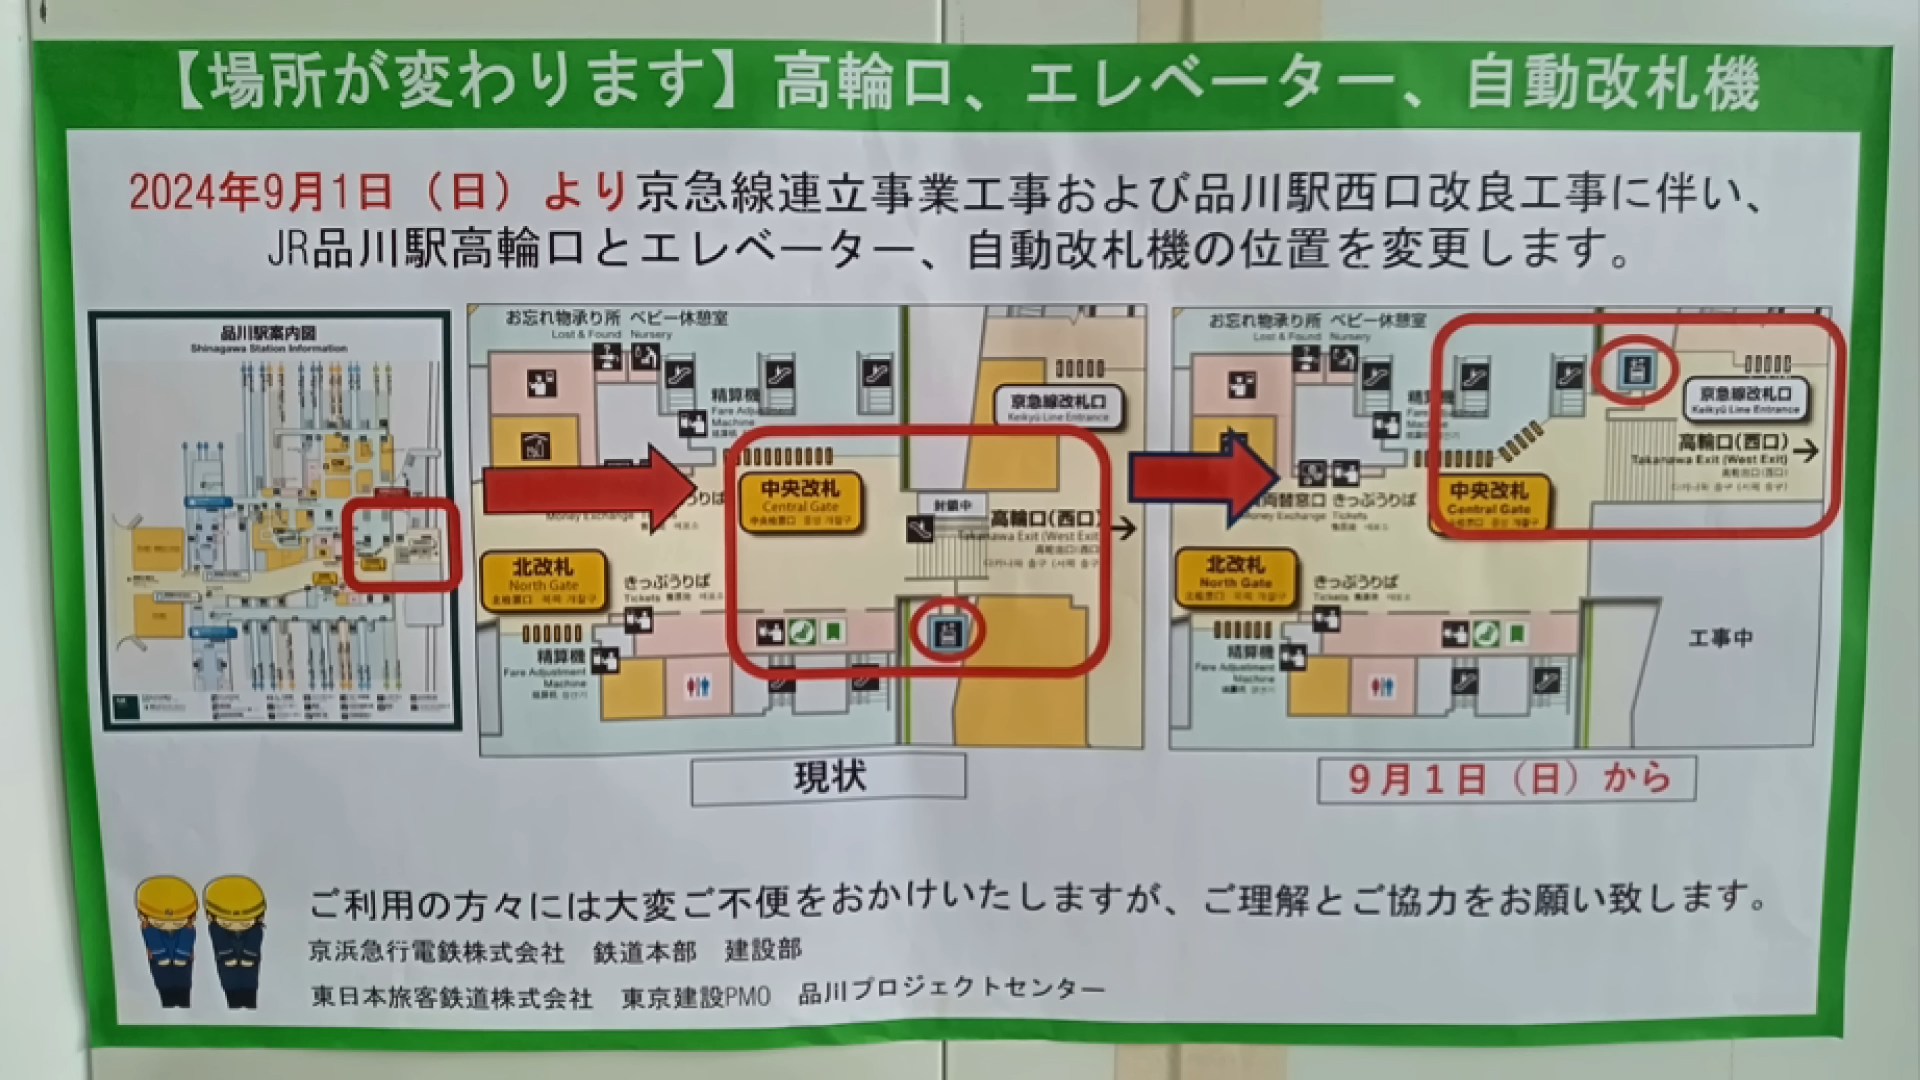 【場所が変わります】高輪口、エレベーター、自動改札機
2024年9月1日（日）より京急線連立事業工事および品川駅西口改良工事に伴い、
JR品川駅高輪口とエレベーター、自動改札機の位置を変更します。
品川駅案内図
Shinagawa Station Information
お忘れ物承り所 ベビー休憩室
Lost & Found Nursery
精算機
Fare Adjustment
Machine
京急線改札口
Keikyū Line Entrance
中央改札
Central Gate
封鎖中
高輪口(西口)
Takanawa Exit (West Exit)
Money Exchange
北改札
North Gate
きっぷうりば
Tickets
精算機
Fare Adjustment
Machine
現状
お忘れ物承り所 ベビー休憩室
Lost & Found Nursery
京急線改札口
Keikyū Line Entrance
高輪口(西口)
Takanawa Exit (West Exit)
中央改札
Central Gate
両替窓口 きっぷうりば
Money Exchange Tickets
北改札
North Gate
きっぷうりば
Tickets
精算機
Fare Adjustment
Machine
工事中
9月1日（日）から
ご利用の方々には大変ご不便をおかけいたしますが、ご理解とご協力をお願い致します。
京浜急行電鉄株式会社 鉄道本部 建設部
東日本旅客鉄道株式会社 東京建設PMO 品川プロジェクトセンター